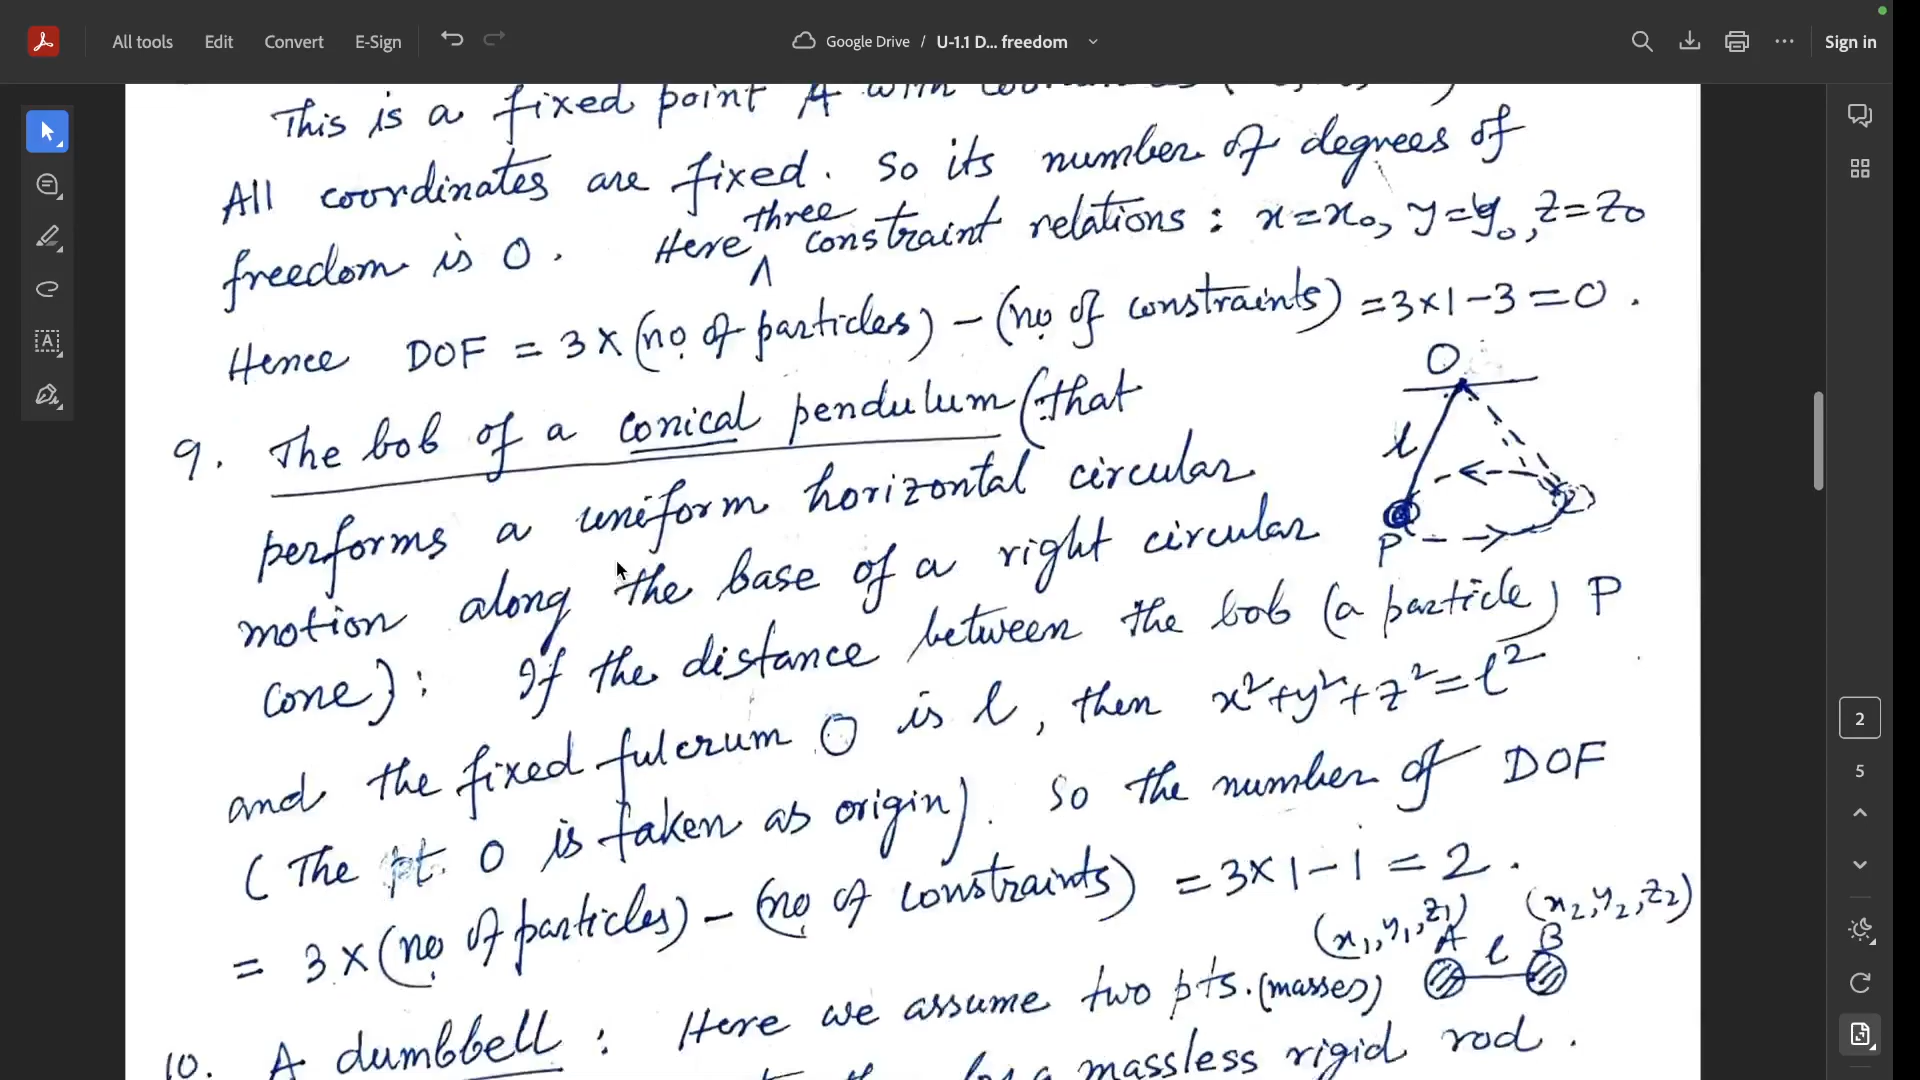 All tools Edit Convert E-Sign Google Drive / U-1.1 D... freedom Sign in
This is a fixed point A with
All coordinates are fixed. So its number of degrees of
freedom is 0. Here three constraint relations : x=x₀, y=y₀, z=z₀
Hence DOF = 3×(no of particles) – (no of constraints) = 3×1-3=0.
O
9. The bob of a conical pendulum (that
l
performs a uniform horizontal circular
P
motion along the base of a right circular
cone): If the distance between the bob (a particle) P
and the fixed fulcrum O is l, then x²+y²+z²=l²
(The pt. O is taken as origin). So the number of DOF
= 3×(no of particles) – (no of constraints) = 3×1–1=2.
(x₁,y₁,z₁) (x₂,y₂,z₂)
A l B
10. A dumbbell : Here we assume two pts. (masses)
a massless rigid rod.
2
5